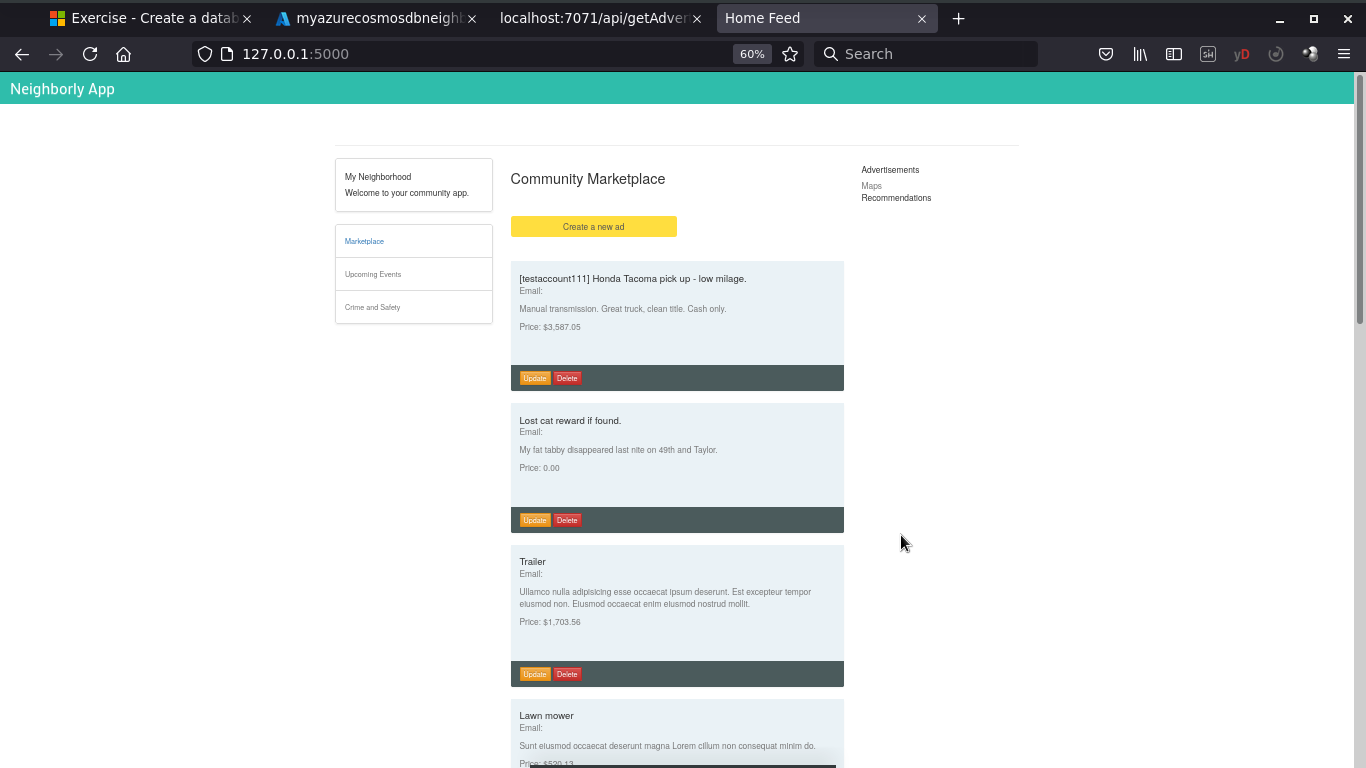 Exercise - Create a datab
myazurecosmosdbneighb
localhost:7071/api/getAdver
Home Feed
127.0.0.1:5000
60%
Search
yD
Neighborly App
My Neighborhood
Welcome to your community app.
Marketplace
Upcoming Events
Crime and Safety
Community Marketplace
Create a new ad
[testaccount111] Honda Tacoma pick up - low milage.
Email:
Manual transmission. Great truck, clean title. Cash only.
Price: $3,587.05
Update Delete
Lost cat reward if found.
Email:
My fat tabby disappeared last nite on 49th and Taylor.
Price: 0.00
Update Delete
Trailer
Email:
Ullamco nulla adipisicing esse occaecat ipsum deserunt. Est excepteur tempor
eiusmod non. Eiusmod occaecat enim eiusmod nostrud mollit.
Price: $1,703.56
Update Delete
Lawn mower
Email:
Sunt eiusmod occaecat deserunt magna Lorem cillum non consequat minim do.
Price: $520.13
Advertisements
Maps
Recommendations